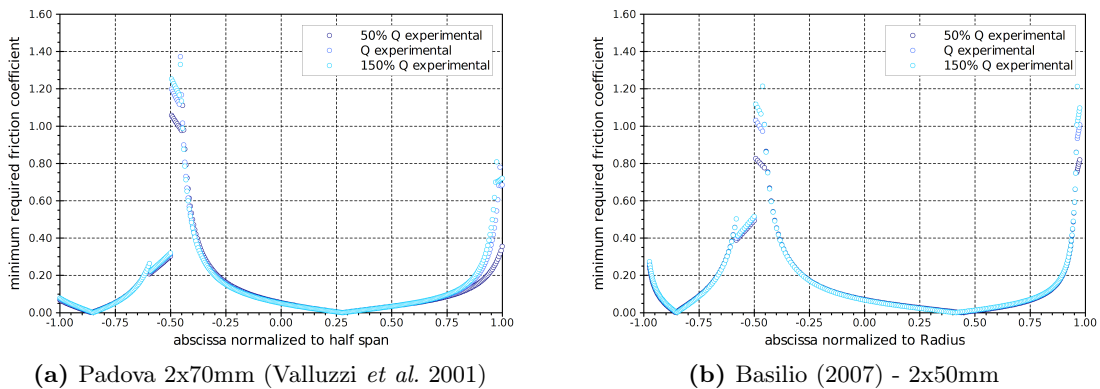 1.60
1.40
1.20
1.00
0.80
0.60
0.40
0.20
0.00
minimum required friction coefficient
50% Q experimental
Q experimental
150% Q experimental
-1.00 -0.75 -0.50 -0.25 0.00 0.25 0.50 0.75 1.00
abscissa normalized to half span
(a) Padova 2x70mm (Valluzzi et al. 2001)
1.60
1.40
1.20
1.00
0.80
0.60
0.40
0.20
0.00
minimum required friction coefficient
50% Q experimental
Q experimental
150% Q experimental
-1.00 -0.75 -0.50 -0.25 0.00 0.25 0.50 0.75 1.00
abscissa normalized to Radius
(b) Basilio (2007) - 2x50mm